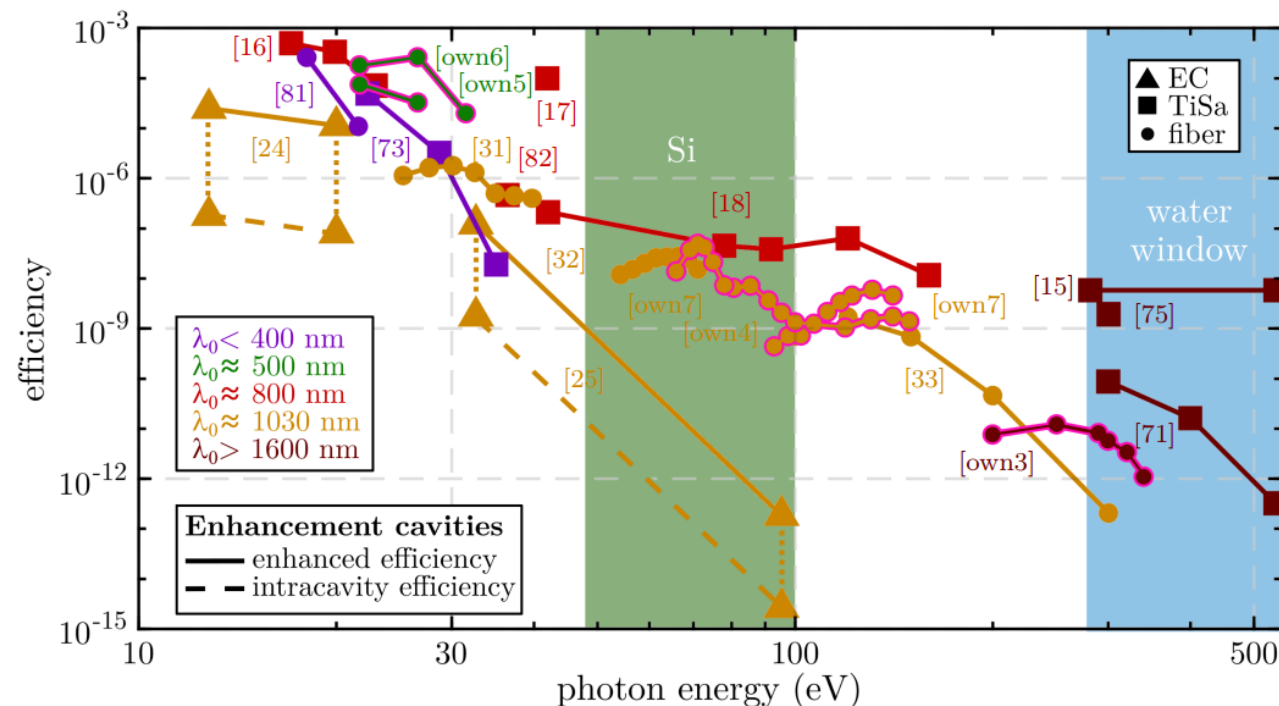 10⁻³
10⁻⁶
10⁻⁹
10⁻¹²
10⁻¹⁵
efficiency
[16]
[81]
[own6]
[own5]
[17]
[24]
[73]
[31]
[82]
[32]
[18]
[own7]
[own4]
[own7]
[25]
[33]
[own3]
[15]
[75]
[71]
Si
water
window
EC
TiSa
fiber
λ₀< 400 nm
λ₀≈ 500 nm
λ₀≈ 800 nm
λ₀≈ 1030 nm
λ₀> 1600 nm
Enhancement cavities
enhanced efficiency
intracavity efficiency
10 30 100 500
photon energy (eV)